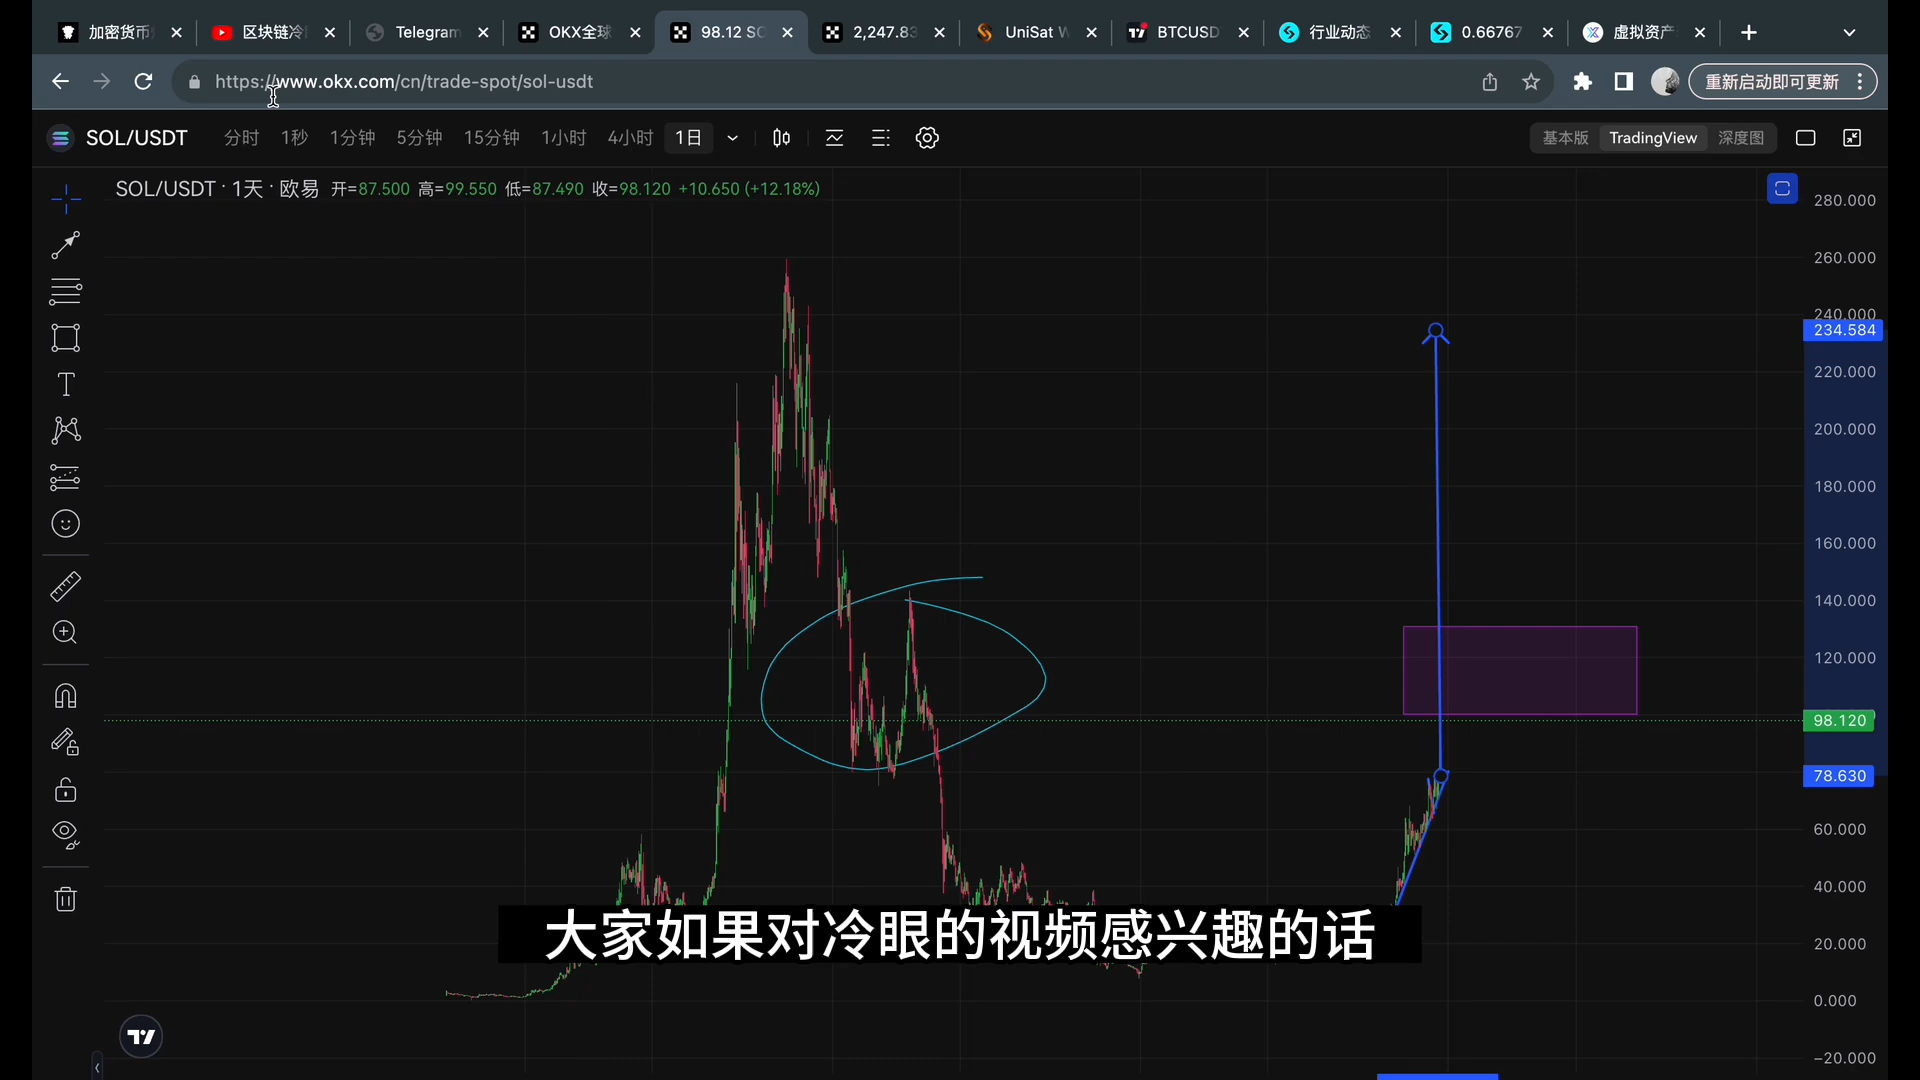 加密货币
区块链冷
Telegram
OKX全球
98.12 SO
2,247.83
UniSat W
BTCUSD
行业动态
0.66767
虚拟资产
https://www.okx.com/cn/trade-spot/sol-usdt
重新启动即可更新
SOL/USDT 分时 1秒 1分钟 5分钟 15分钟 1小时 4小时 1日
基本版 TradingView 深度图
SOL/USDT · 1天 · 欧易 开=87.500 高=99.550 低=87.490 收=98.120 +10.650 (+12.18%)
280.000
260.000
240.000
234.584
220.000
200.000
180.000
160.000
140.000
120.000
98.120
78.630
60.000
40.000
20.000
0.000
−20.000
大家如果对冷眼的视频感兴趣的话